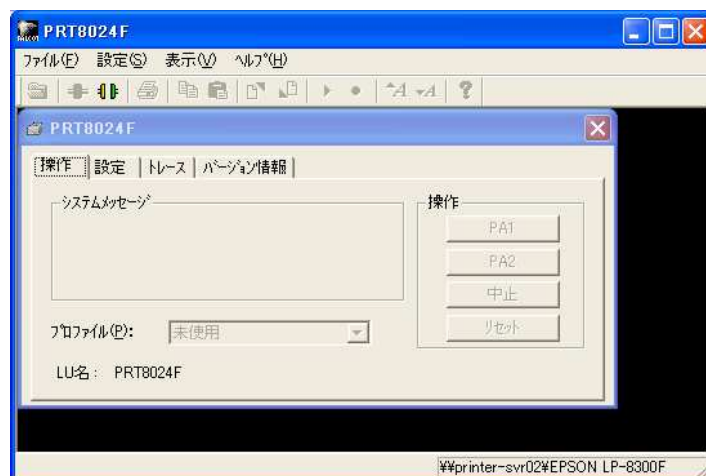 PRT8024F
ﾌｧｲﾙ(F) 設定(S) 表示(V) ﾍﾙﾌﾟ(H)
PRT8024F
操作 設定 ﾄﾚｰｽ ﾊﾞｰｼﾞｮﾝ情報
ｼｽﾃﾑﾒｯｾｰｼﾞ
操作
PA1
PA2
中止
ﾘｾｯﾄ
ﾌﾟﾛﾌｧｲﾙ(P): 未使用
LU名 : PRT8024F
¥¥printer-svr02¥EPSON LP-8300F